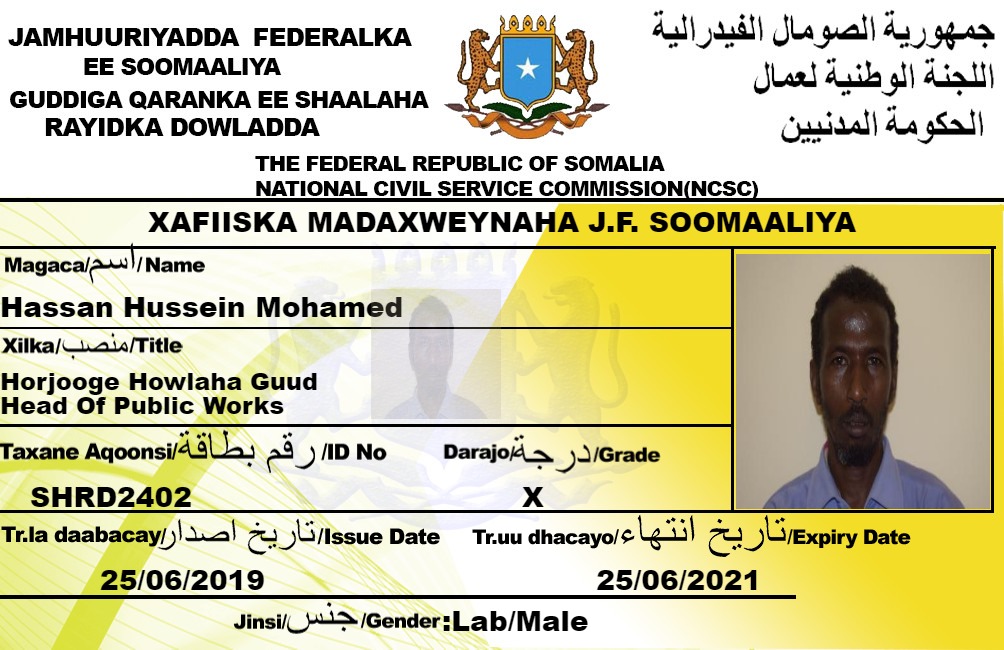 JAMHUURIYADDA FEDERALKA
EE SOOMAALIYA
GUDDIGA QARANKA EE SHAALAHA
RAYIDKA DOWLADDA
جمهورية الصومال الفيدرالية
اللجنة الوطنية لعمال
الحكومة المدنيين
THE FEDERAL REPUBLIC OF SOMALIA
NATIONAL CIVIL SERVICE COMMISSION(NCSC)
XAFIISKA MADAXWEYNAHA J.F. SOOMAALIYA
Magaca/اسم/Name
Hassan Hussein Mohamed
Xilka/منصب/Title
Horjooge Howlaha Guud
Head Of Public Works
Taxane Aqoonsi/رقم بطاقة/ID No
Darajo/درجة/Grade
SHRD2402
X
Tr.la daabacay/تاريخ اصدار/Issue Date
Tr.uu dhacayo/تاريخ انتهاء/Expiry Date
25/06/2019
25/06/2021
Jinsi/جنس/Gender:Lab/Male